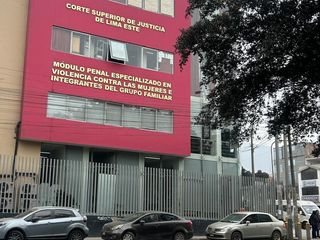 CORTE SUPERIOR DE JUSTICIA
DE LIMA ESTE
MÓDULO PENAL ESPECIALIZADO EN
VIOLENCIA CONTRA LAS MUJERES E
INTEGRANTES DEL GRUPO FAMILIAR